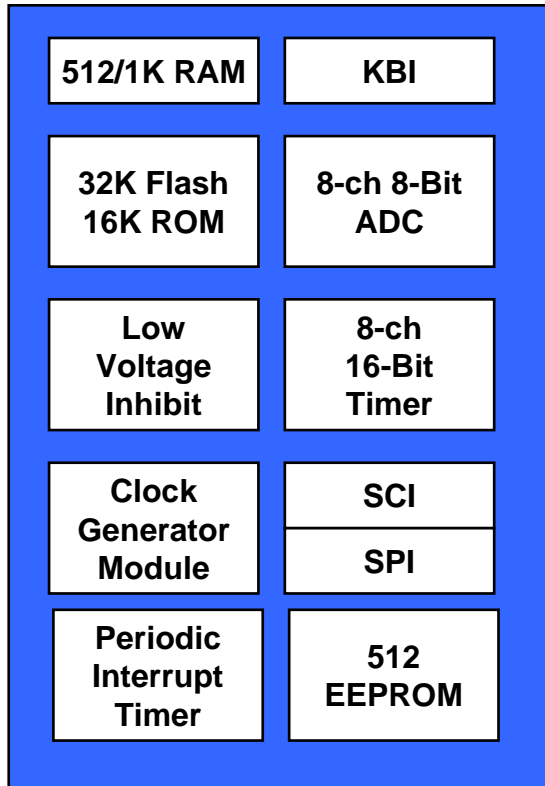 512/1K RAM
KBI
32K Flash
16K ROM
8-ch 8-Bit
ADC
Low
Voltage
Inhibit
8-ch
16-Bit
Timer
Clock
Generator
Module
SCI
SPI
Periodic
Interrupt
Timer
512
EEPROM